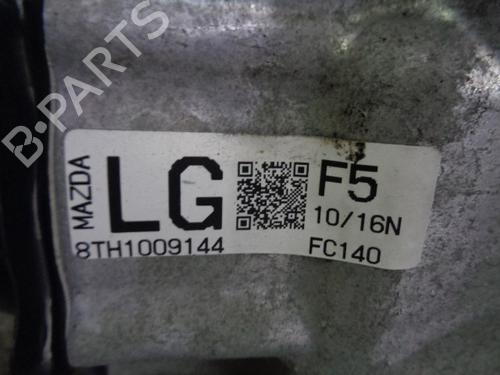 B-PARTS
MAZDA
LG
F5
10/16N
8TH1009144
FC140